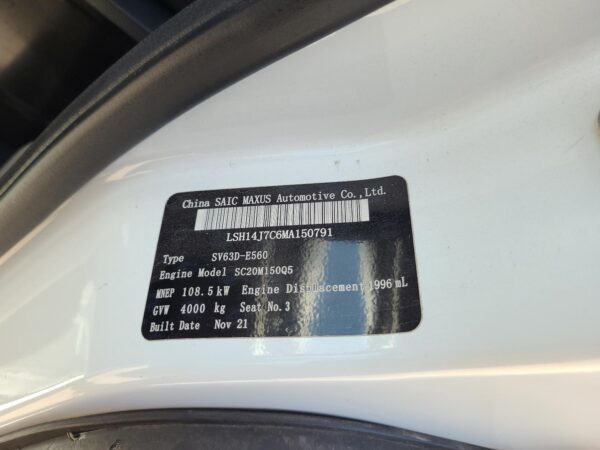 China SAIC MAXUS Automotive Co.,Ltd.
LSH14J7C6MA150791
Type SV63D-E560
Engine Model SC20M150Q5
MNEP 108.5 kW Engine Displacement 1996 mL
GVW 4000 kg Seat No. 3
Built Date Nov 21